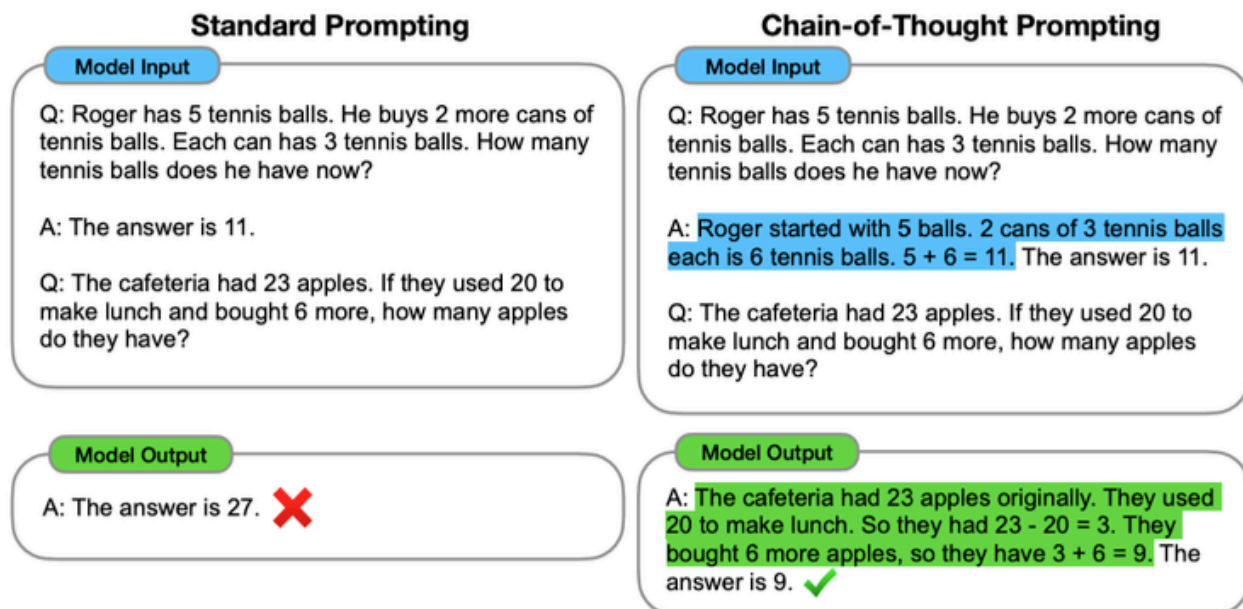 Standard Prompting
Model Input
Q: Roger has 5 tennis balls. He buys 2 more cans of
tennis balls. Each can has 3 tennis balls. How many
tennis balls does he have now?
A: The answer is 11.
Q: The cafeteria had 23 apples. If they used 20 to
make lunch and bought 6 more, how many apples
do they have?
Model Output
A: The answer is 27.
Chain-of-Thought Prompting
Model Input
Q: Roger has 5 tennis balls. He buys 2 more cans of
tennis balls. Each can has 3 tennis balls. How many
tennis balls does he have now?
A: Roger started with 5 balls. 2 cans of 3 tennis balls
each is 6 tennis balls. 5 + 6 = 11. The answer is 11.
Q: The cafeteria had 23 apples. If they used 20 to
make lunch and bought 6 more, how many apples
do they have?
Model Output
A: The cafeteria had 23 apples originally. They used
20 to make lunch. So they had 23 - 20 = 3. They
bought 6 more apples, so they have 3 + 6 = 9. The
answer is 9.